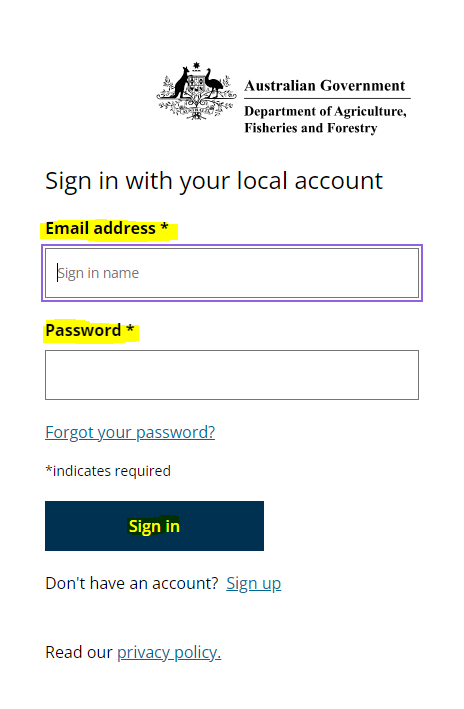 Australian Government
Department of Agriculture,
Fisheries and Forestry
Sign in with your local account
Email address *
Sign in name
Password *
Forgot your password?
*indicates required
Sign in
Don't have an account? Sign up
Read our privacy policy.